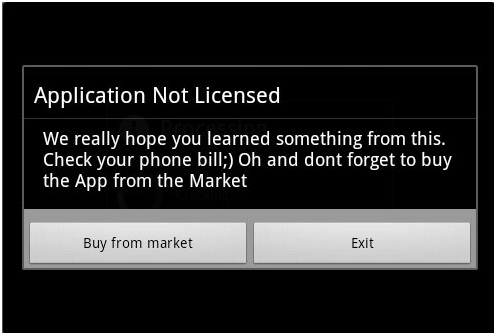 Application Not Licensed
We really hope you learned something from this.
Check your phone bill;) Oh and dont forget to buy
the App from the Market
Buy from market
Exit